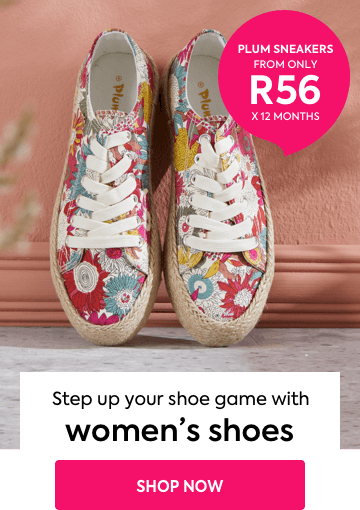 PLUM SNEAKERS
FROM ONLY
R56
X 12 MONTHS
Plum
Step up your shoe game with
women's shoes
SHOP NOW